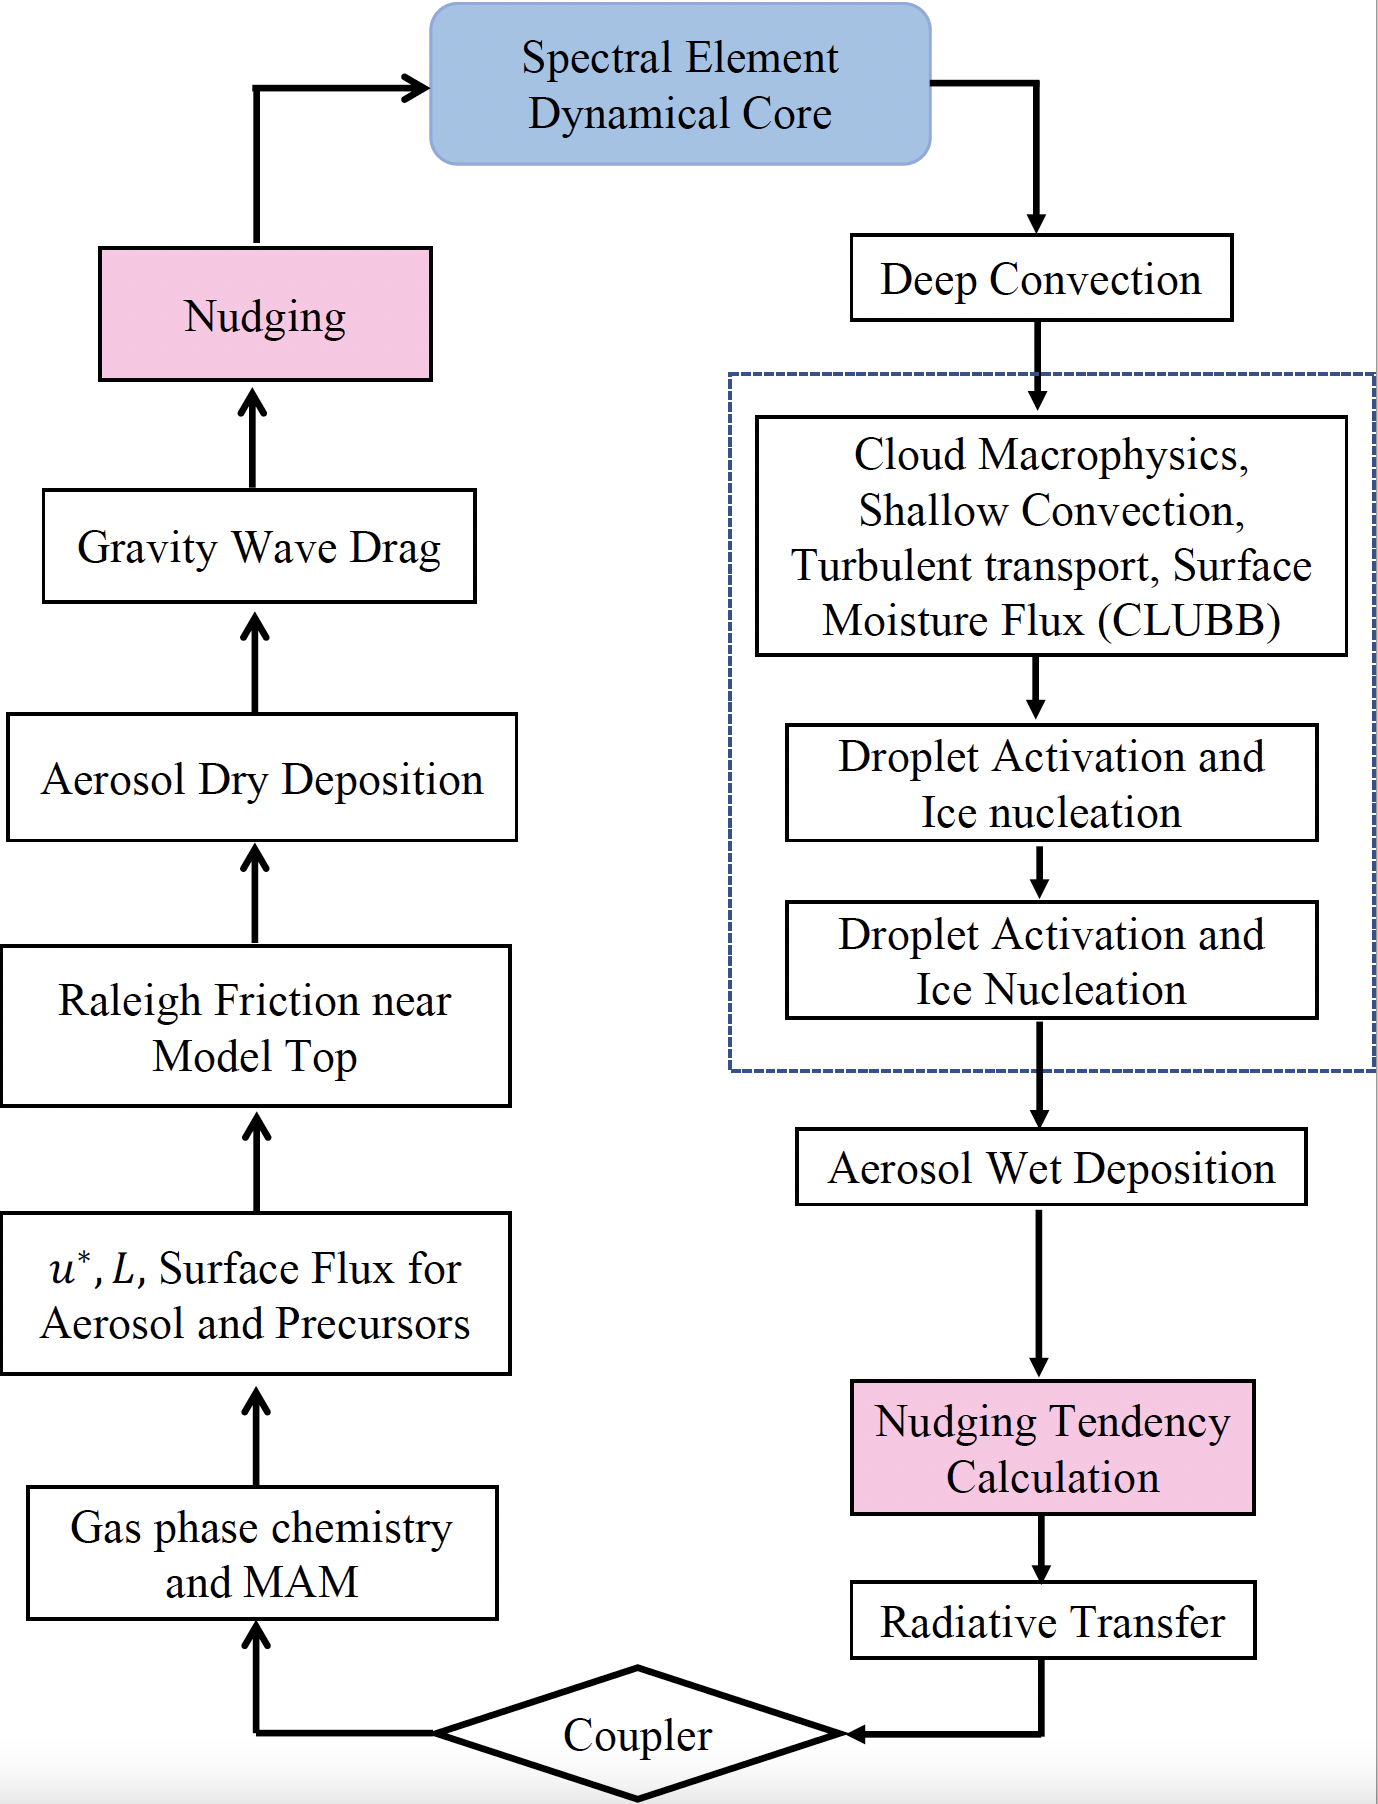 Spectral Element
Dynamical Core
Deep Convection
Cloud Macrophysics,
Shallow Convection,
Turbulent transport, Surface
Moisture Flux (CLUBB)
Droplet Activation and
Ice nucleation
Droplet Activation and
Ice Nucleation
Aerosol Wet Deposition
Nudging Tendency
Calculation
Radiative Transfer
Coupler
Gas phase chemistry
and MAM
u*, L, Surface Flux for
Aerosol and Precursors
Raleigh Friction near
Model Top
Aerosol Dry Deposition
Gravity Wave Drag
Nudging